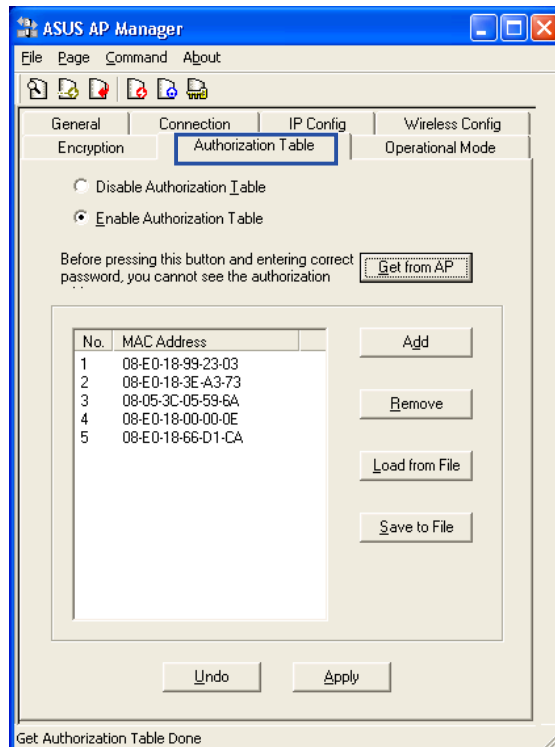 ASUS AP Manager
File Page Command About
General Connection IP Config Wireless Config
Encryption Authorization Table Operational Mode
Disable Authorization Table
Enable Authorization Table
Before pressing this button and entering correct
password, you cannot see the authorization
Get from AP
No. MAC Address
1 08-E0-18-99-23-03
2 08-E0-18-3E-A3-73
3 08-05-3C-05-59-6A
4 08-E0-18-00-00-0E
5 08-E0-18-66-D1-CA
Add
Remove
Load from File
Save to File
Undo Apply
Get Authorization Table Done